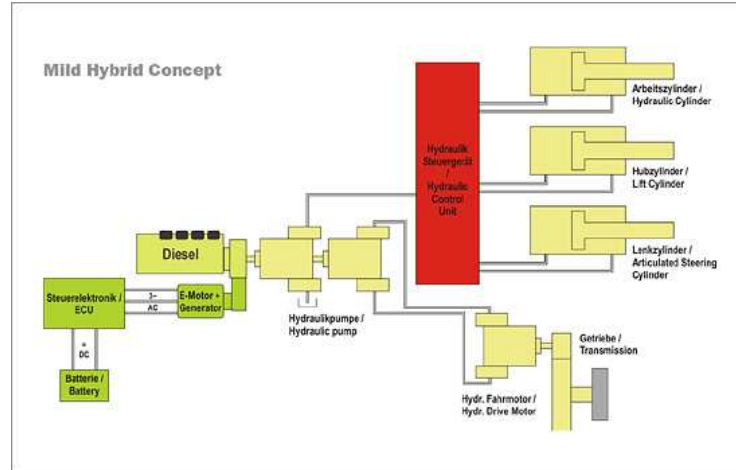 Mild Hybrid Concept
Arbeitszylinder /
Hydraulic Cylinder
Hydraulik
Steuergerät
/
Hydraulic
Control
Unit
Hubzylinder /
Lift Cylinder
Lenkzylinder /
Articulated Steering
Cylinder
Diesel
Steuerelektronik /
ECU
3~
AC
E-Motor +
Generator
Hydraulikpumpe /
Hydraulic pump
=
DC
Batterie /
Battery
Getriebe /
Transmission
Hydr. Fahrmotor /
Hydr. Drive Motor